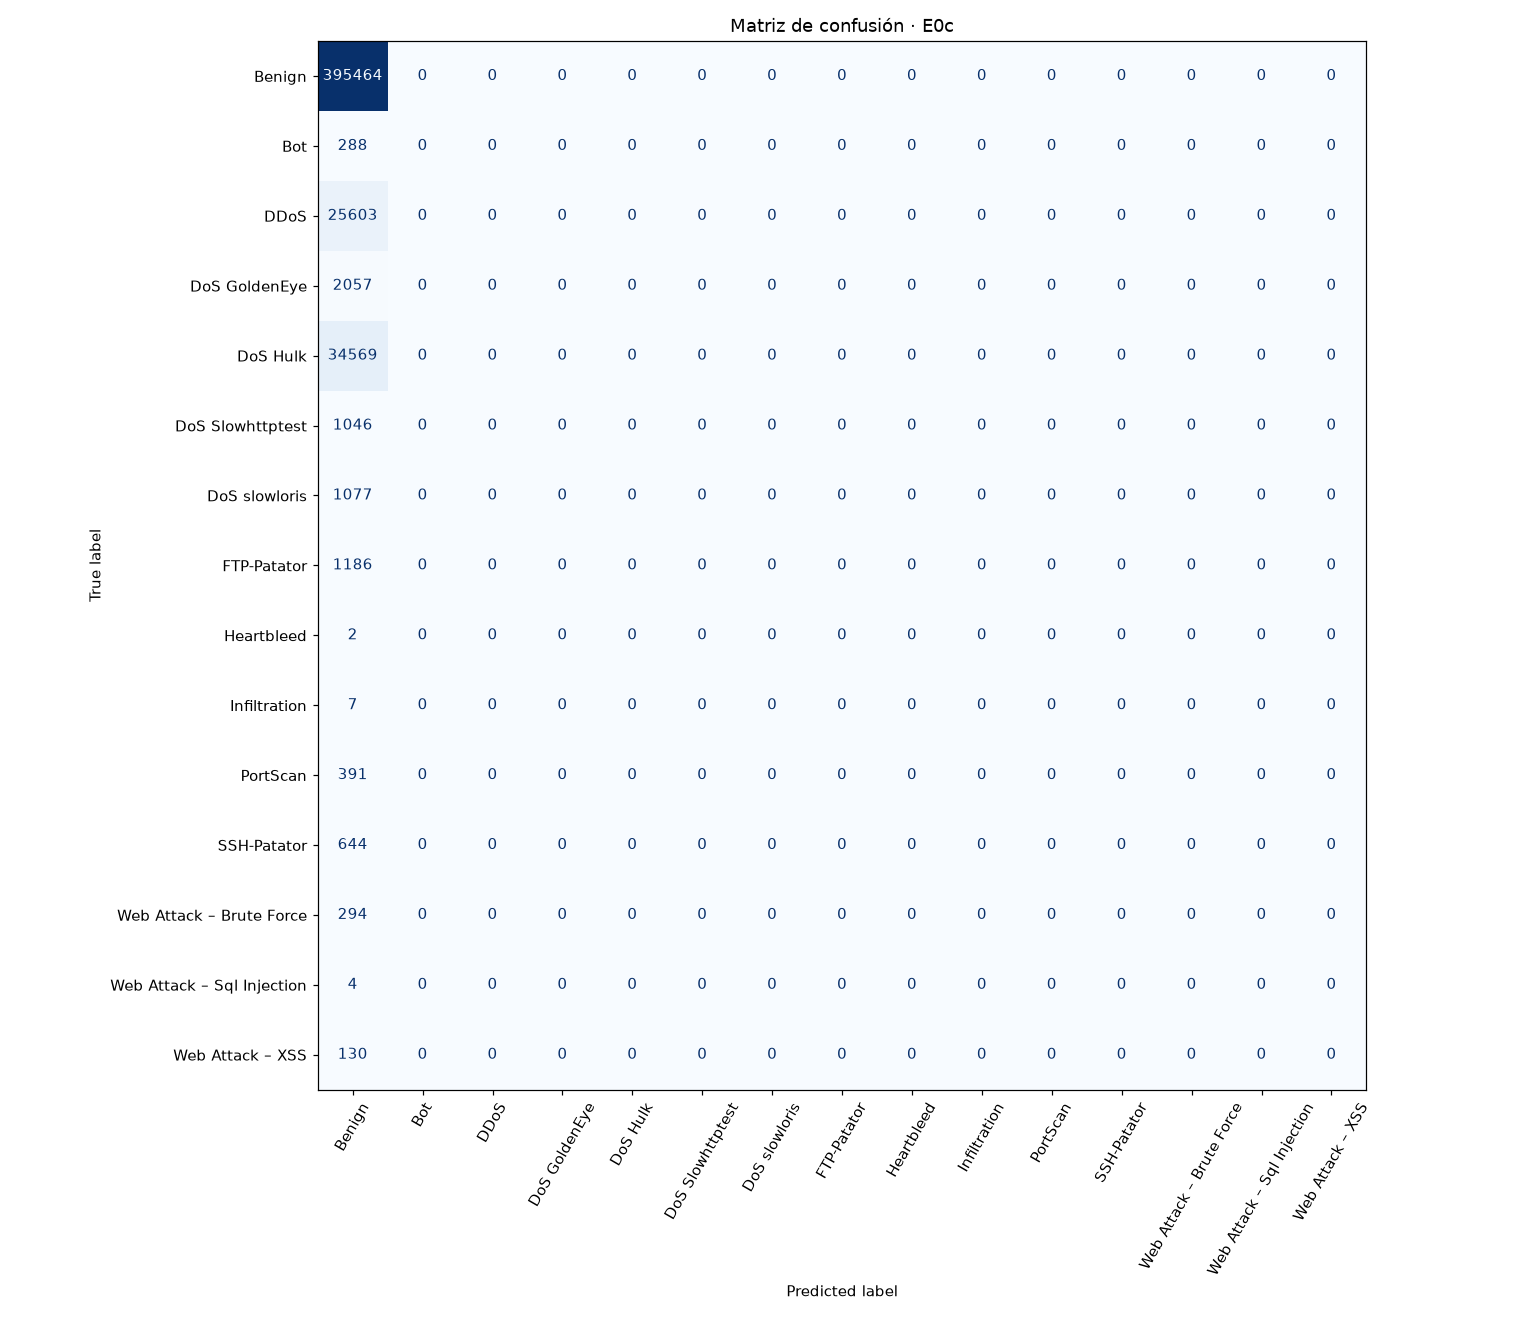 Matriz de confusión · E0c
Benign 395464 0 0 0 0 0 0 0 0 0 0 0 0 0 0
Bot 288 0 0 0 0 0 0 0 0 0 0 0 0 0 0
DDoS 25603 0 0 0 0 0 0 0 0 0 0 0 0 0 0
DoS GoldenEye 2057 0 0 0 0 0 0 0 0 0 0 0 0 0 0
DoS Hulk 34569 0 0 0 0 0 0 0 0 0 0 0 0 0 0
DoS Slowhttptest 1046 0 0 0 0 0 0 0 0 0 0 0 0 0 0
DoS slowloris 1077 0 0 0 0 0 0 0 0 0 0 0 0 0 0
True label
FTP-Patator 1186 0 0 0 0 0 0 0 0 0 0 0 0 0 0
Heartbleed 2 0 0 0 0 0 0 0 0 0 0 0 0 0 0
Infiltration 7 0 0 0 0 0 0 0 0 0 0 0 0 0 0
PortScan 391 0 0 0 0 0 0 0 0 0 0 0 0 0 0
SSH-Patator 644 0 0 0 0 0 0 0 0 0 0 0 0 0 0
Web Attack – Brute Force 294 0 0 0 0 0 0 0 0 0 0 0 0 0 0
Web Attack – Sql Injection 4 0 0 0 0 0 0 0 0 0 0 0 0 0 0
Web Attack – XSS 130 0 0 0 0 0 0 0 0 0 0 0 0 0 0
Benign
Bot
DDoS
DoS GoldenEye
DoS Hulk
DoS Slowhttptest
DoS slowloris
FTP-Patator
Heartbleed
Infiltration
PortScan
SSH-Patator
Web Attack – Brute Force
Web Attack – Sql Injection
Web Attack – XSS
Predicted label